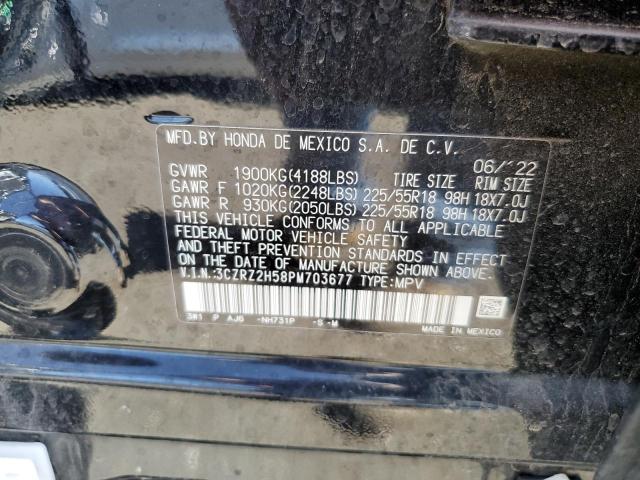 MFD.BY HONDA DE MEXICO S.A. DE C.V.
06/'22
GVWR 1900KG(4188LBS) TIRE SIZE RIM SIZE
GAWR F 1020KG(2248LBS) 225/55R18 98H 18X7.0J
GAWR R 930KG(2050LBS) 225/55R18 98H 18X7.0J
THIS VEHICLE CONFORMS TO ALL APPLICABLE
FEDERAL MOTOR VEHICLE SAFETY
AND THEFT PREVENTION STANDARDS IN EFFECT
ON THE DATE OF MANUFACTURE SHOWN ABOVE.
V.I.N.:3CZRZ2H58PM703677 TYPE:MPV
3W1 P AJG -NH731P -S -M
MADE IN MEXICO